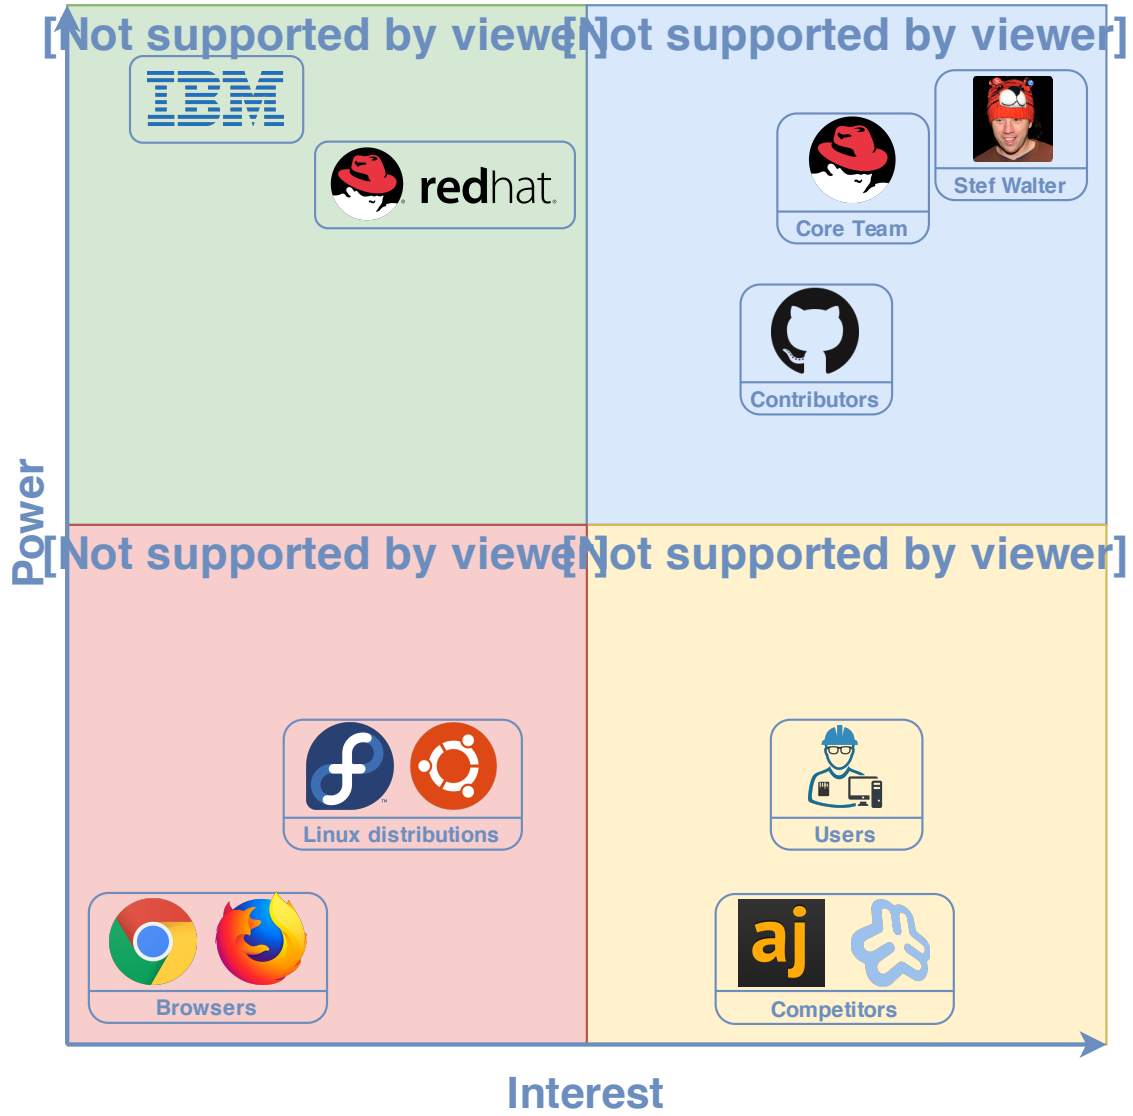 [Not supported by viewer]
[Not supported by viewer]
IBM
redhat.
Core Team
Stef Walter
Contributors
Power
[Not supported by viewer]
[Not supported by viewer]
Linux distributions
Users
Browsers
aj
Competitors
Interest